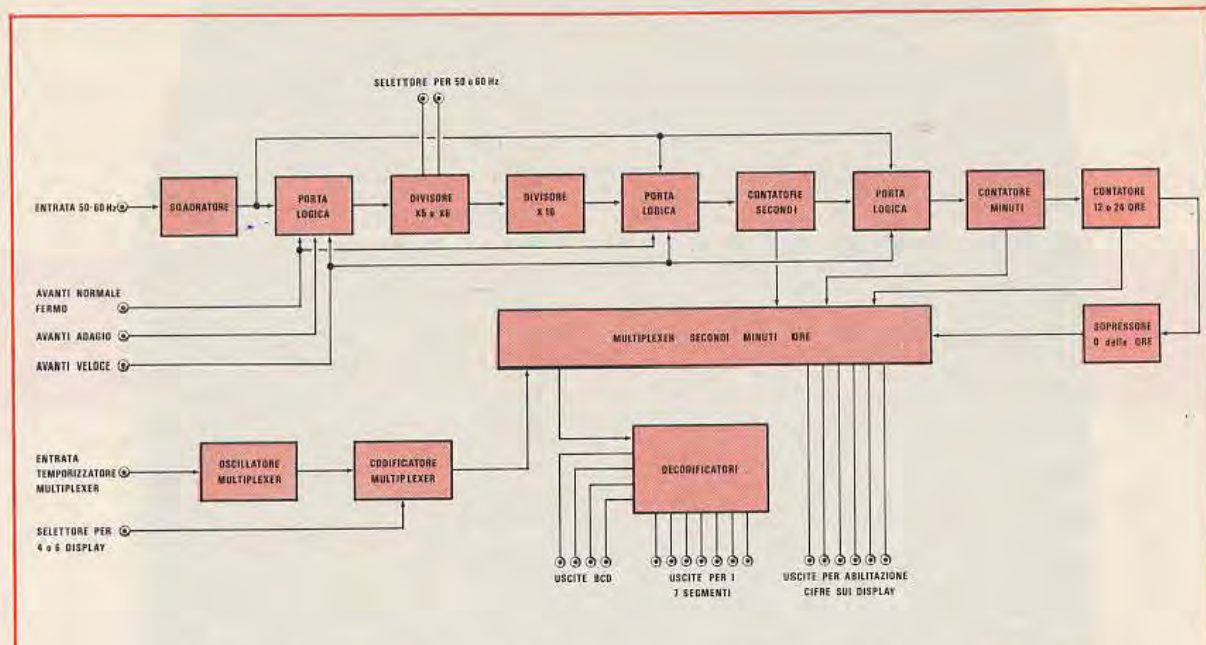 SELETTORE PER 50 o 60 Hz
ENTRATA 50-60 Hz
SQADRATORE
PORTA
LOGICA
DIVISORE
X5 o X6
DIVISORE
X 10
PORTA
LOGICA
CONTATORE
SECONDI
PORTA
LOGICA
CONTATORE
MINUTI
CONTATORE
12 o 24 ORE
AVANTI NORMALE
FERMO
AVANTI ADAGIO
AVANTI VELOCE
MULTIPLEXER SECONDI MINUTI ORE
SOPRESSORE
0 delle ORE
ENTRATA
TEMPORIZZATORE
MULTIPLEXER
OSCILLATORE
MULTIPLEXER
CODIFICATORE
MULTIPLEXER
DECODIFICATORI
SELETTORE PER
4 o 6 DISPLAY
USCITE BCD
USCITE PER I
7 SEGMENTI
USCITE PER ABILITAZIONE
CIFRE SUI DISPLAY